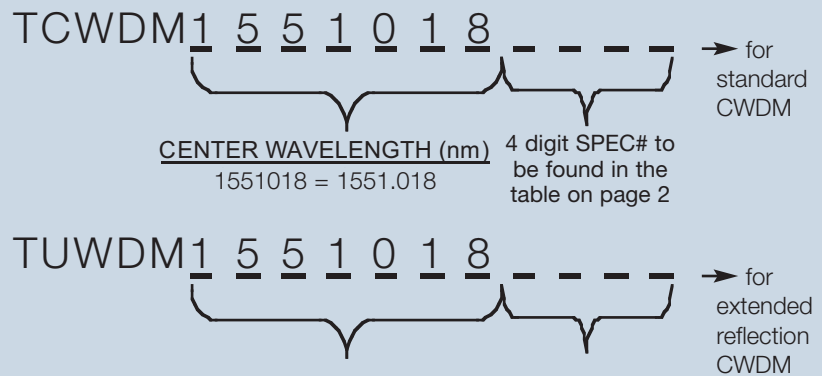 TCWDM1 5 5 1 0 1 8 _ _ _ _ → for
standard
CWDM
CENTER WAVELENGTH (nm)
1551018 = 1551.018
4 digit SPEC# to
be found in the
table on page 2
TUWDM1 5 5 1 0 1 8 _ _ _ _ → for
extended
reflection
CWDM